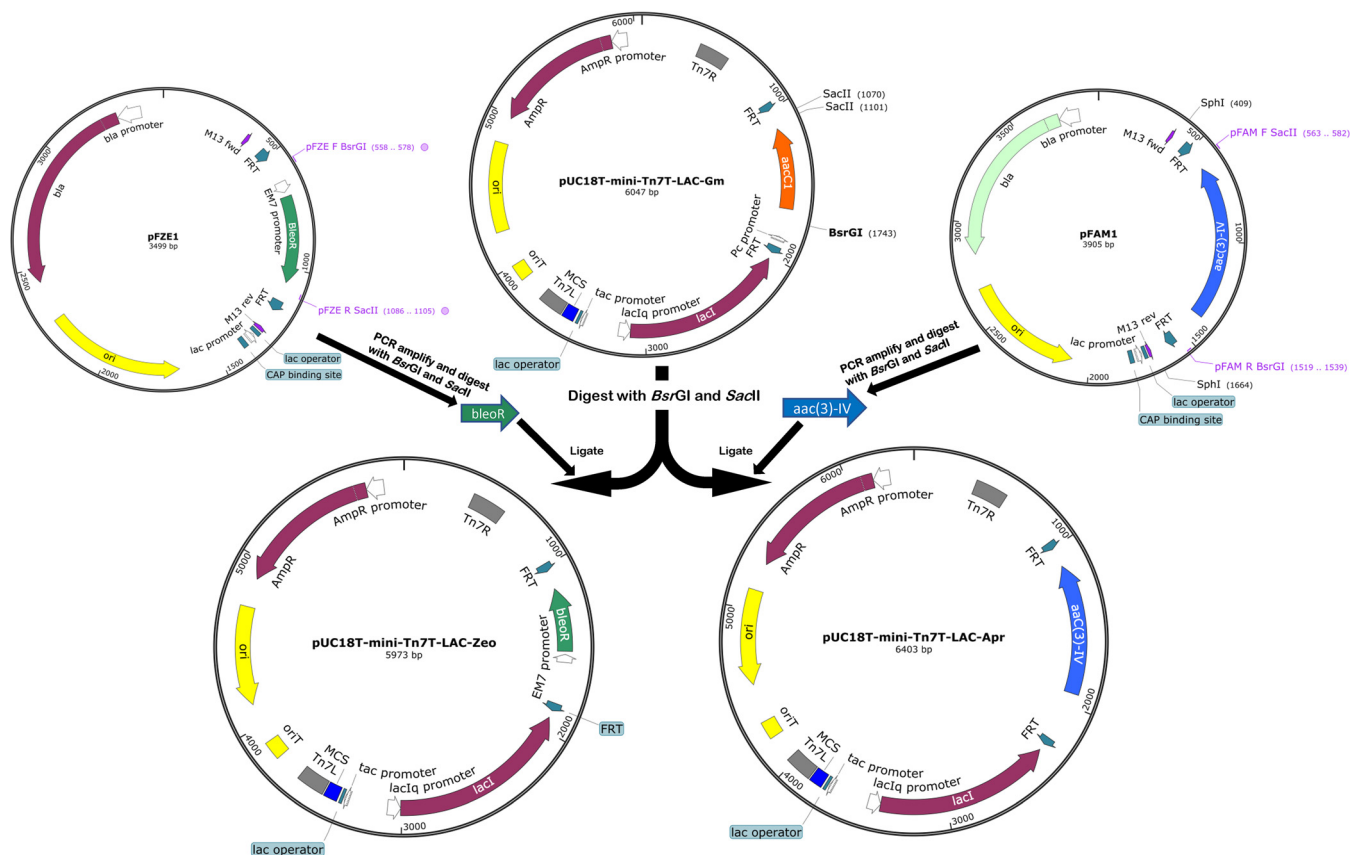 pFZE1
3499 bp
bla promoter
bla
M13 fwd
FRT
500
pFZE F BsrGI (558 .. 578)
EM7 promoter
BleoR
1000
pFZE R SacII (1086 .. 1105)
FRT
M13 rev
lac operator
lac promoter
CAP binding site
1500
ori
2000
2500
3000
pUC18T-mini-Tn7T-LAC-Gm
6047 bp
6000
AmpR promoter
AmpR
5000
Tn7R
1000
FRT
SacII (1070)
SacII (1101)
aacC1
BsrGI (1743)
Pc promoter
FRT
2000
lacI
lacIq promoter
3000
tac promoter
lac operator
MCS
Tn7L
oriT
4000
ori
pFAM1
3905 bp
bla promoter
bla
3500
M13 fwd
SphI (409)
FRT
500
pFAM F SacII (563 .. 582)
aac(3)-IV
1000
1500
pFAM R BsrGI (1519 .. 1539)
FRT
SphI (1664)
M13 rev
lac operator
lac promoter
CAP binding site
2000
ori
2500
3000
PCR amplify and digest
with BsrGI and SacII
bleoR
Ligate
Digest with BsrGI and SacII
PCR amplify and digest
with BsrGI and SacII
aac(3)-IV
Ligate
pUC18T-mini-Tn7T-LAC-Zeo
5973 bp
AmpR promoter
AmpR
5000
Tn7R
1000
FRT
bleoR
EM7 promoter
FRT
2000
lacI
lacIq promoter
3000
tac promoter
lac operator
MCS
Tn7L
oriT
4000
ori
pUC18T-mini-Tn7T-LAC-Apr
6403 bp
6000
AmpR promoter
AmpR
5000
Tn7R
1000
FRT
aaC(3)-IV
2000
FRT
lacI
lacIq promoter
3000
tac promoter
lac operator
MCS
Tn7L
oriT
4000
ori